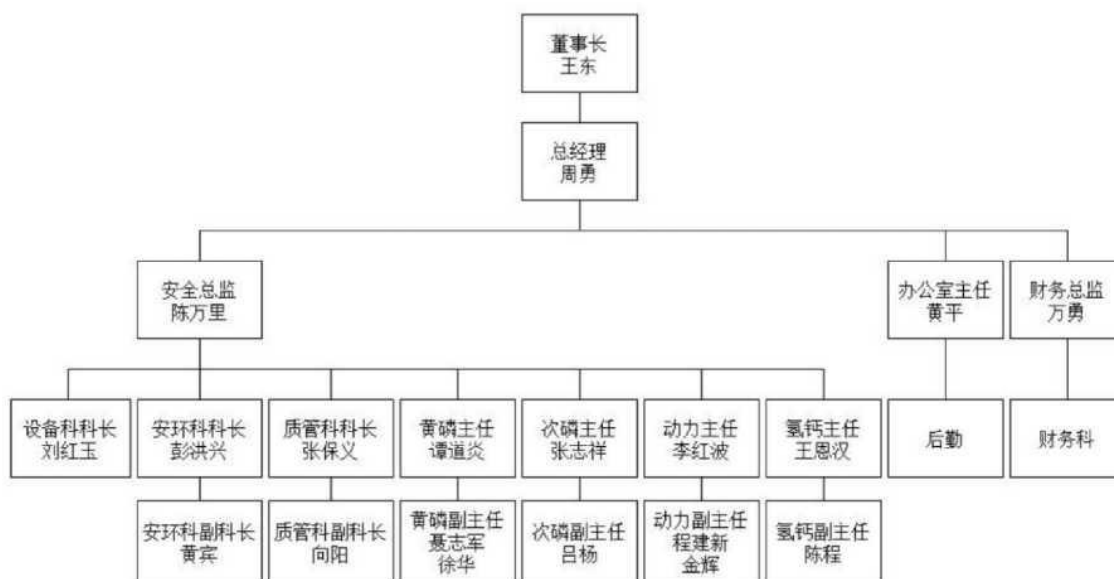 董事长
王东
总经理
周勇
安全总监
陈万里
办公室主任
黄平
财务总监
万勇
设备科科长
刘红玉
安环科科长
彭洪兴
质管科科长
张保义
黄磷主任
谭道炎
次磷主任
张志祥
动力主任
李红波
氢钙主任
王恩汉
后勤
财务科
安环科副科长
黄宾
质管科副科长
向阳
黄磷副主任
聂志军
徐华
次磷副主任
吕杨
动力副主任
程建新
金辉
氢钙副主任
陈程